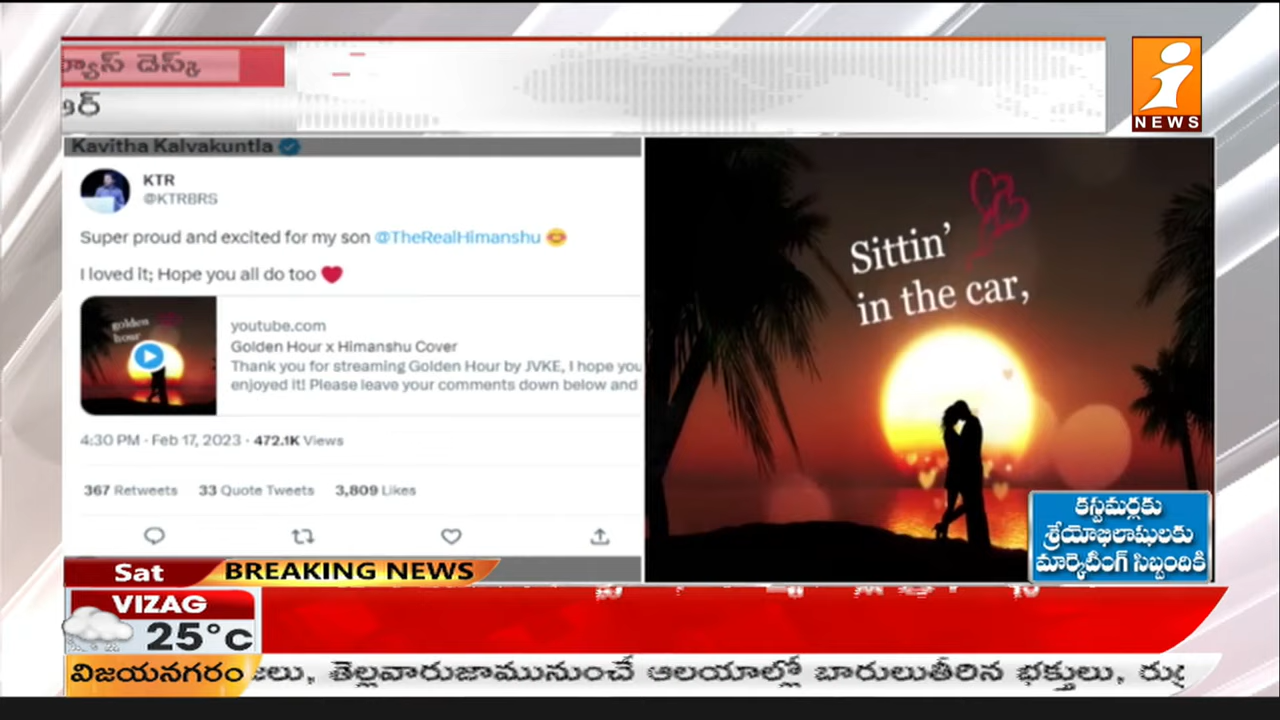 డెస్క్
NEWS
Kavitha Kalvakuntla
KTR
@KTRBRS
Super proud and excited for my son @TheRealHimanshu
I loved it; Hope you all do too
golden
hour
youtube.com
Golden Hour x Himanshu Cover
Thank you for streaming Golden Hour by JVKE, I hope you
enjoyed it! Please leave your comments down below and
4:30 PM · Feb 17, 2023 · 472.1K Views
367 Retweets 33 Quote Tweets 3,809 Likes
Sittin'
in the car,
కస్టమర్లకు
శ్రేయోభిలాషులకు
మార్కెటింగ్ సిబ్బందికి
Sat
BREAKING NEWS
VIZAG
25°c
విజయనగరం
తెల్లవారుజామునుంచే ఆలయాల్లో బారులుతీరిన భక్తులు,